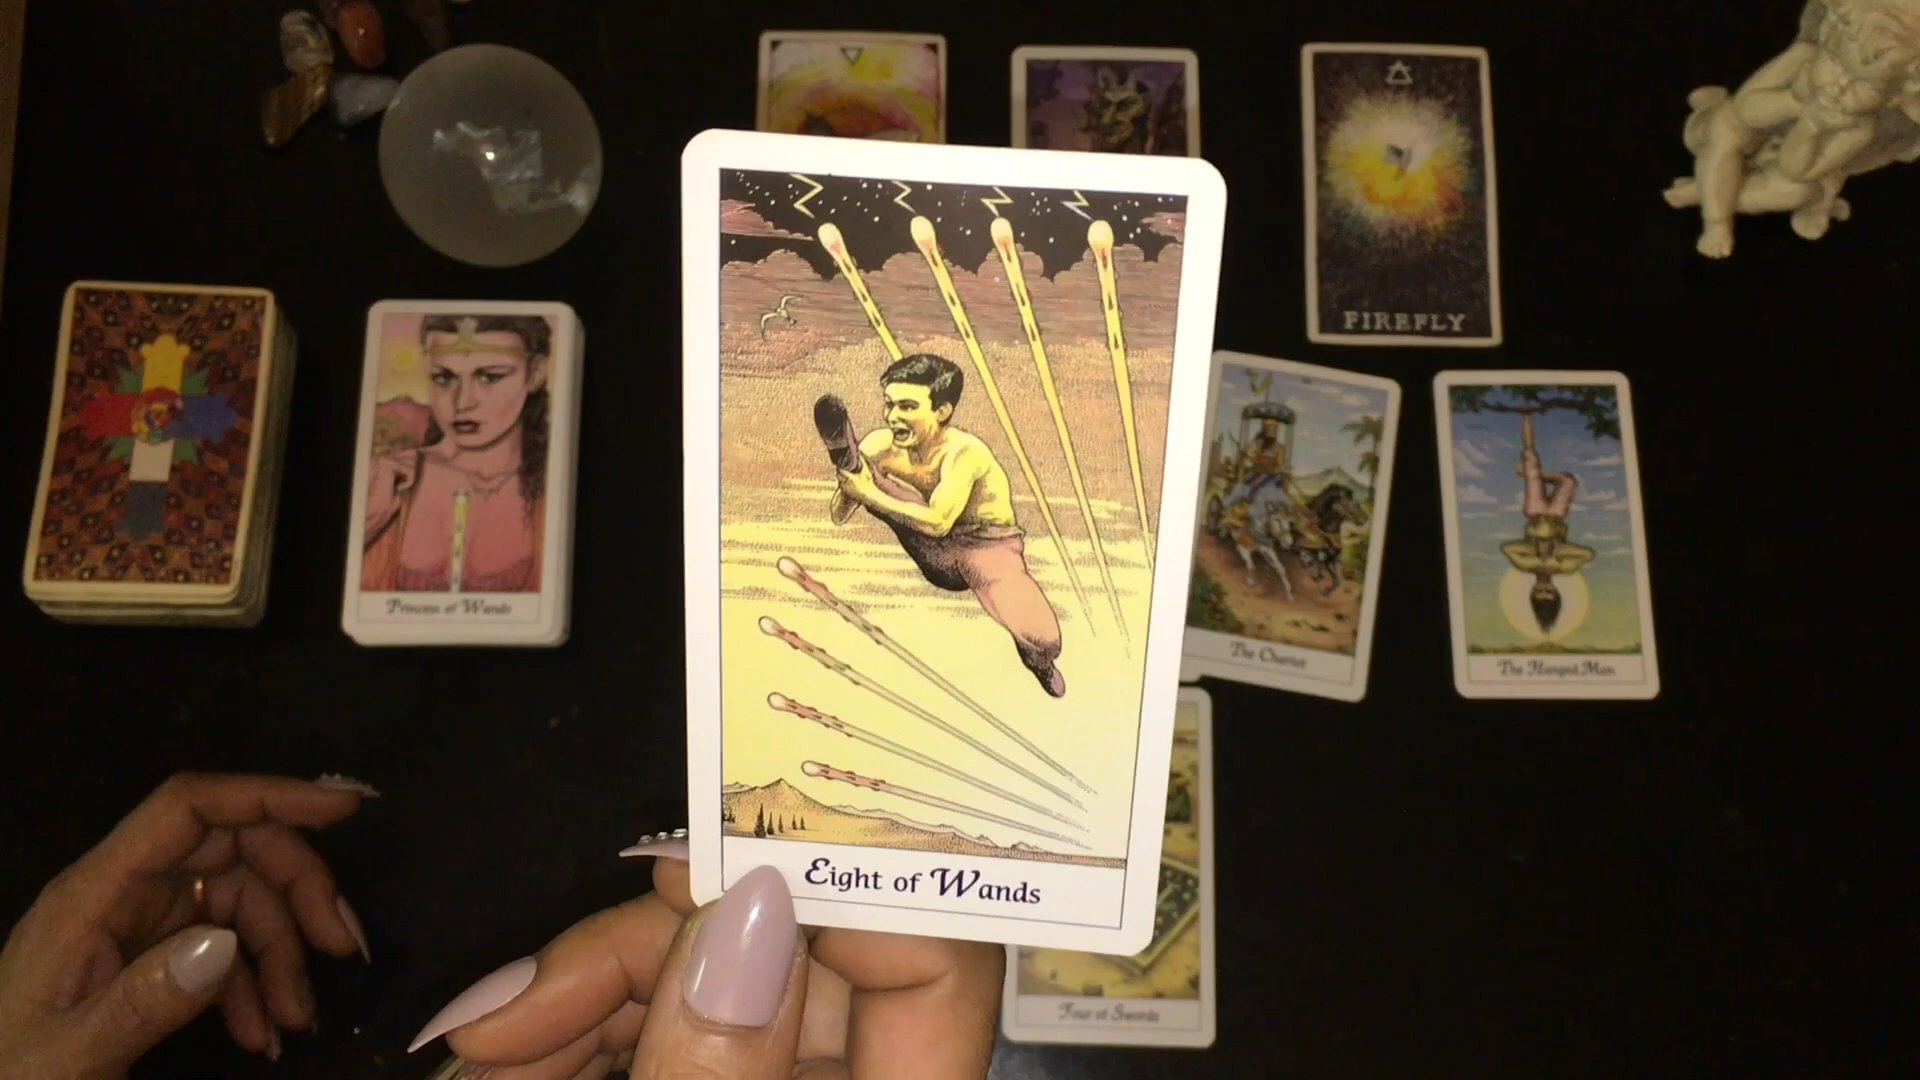 FIREFLY
Princess of Wands
The Chariot
The Hanged Man
Eight of Wands
Four of Swords